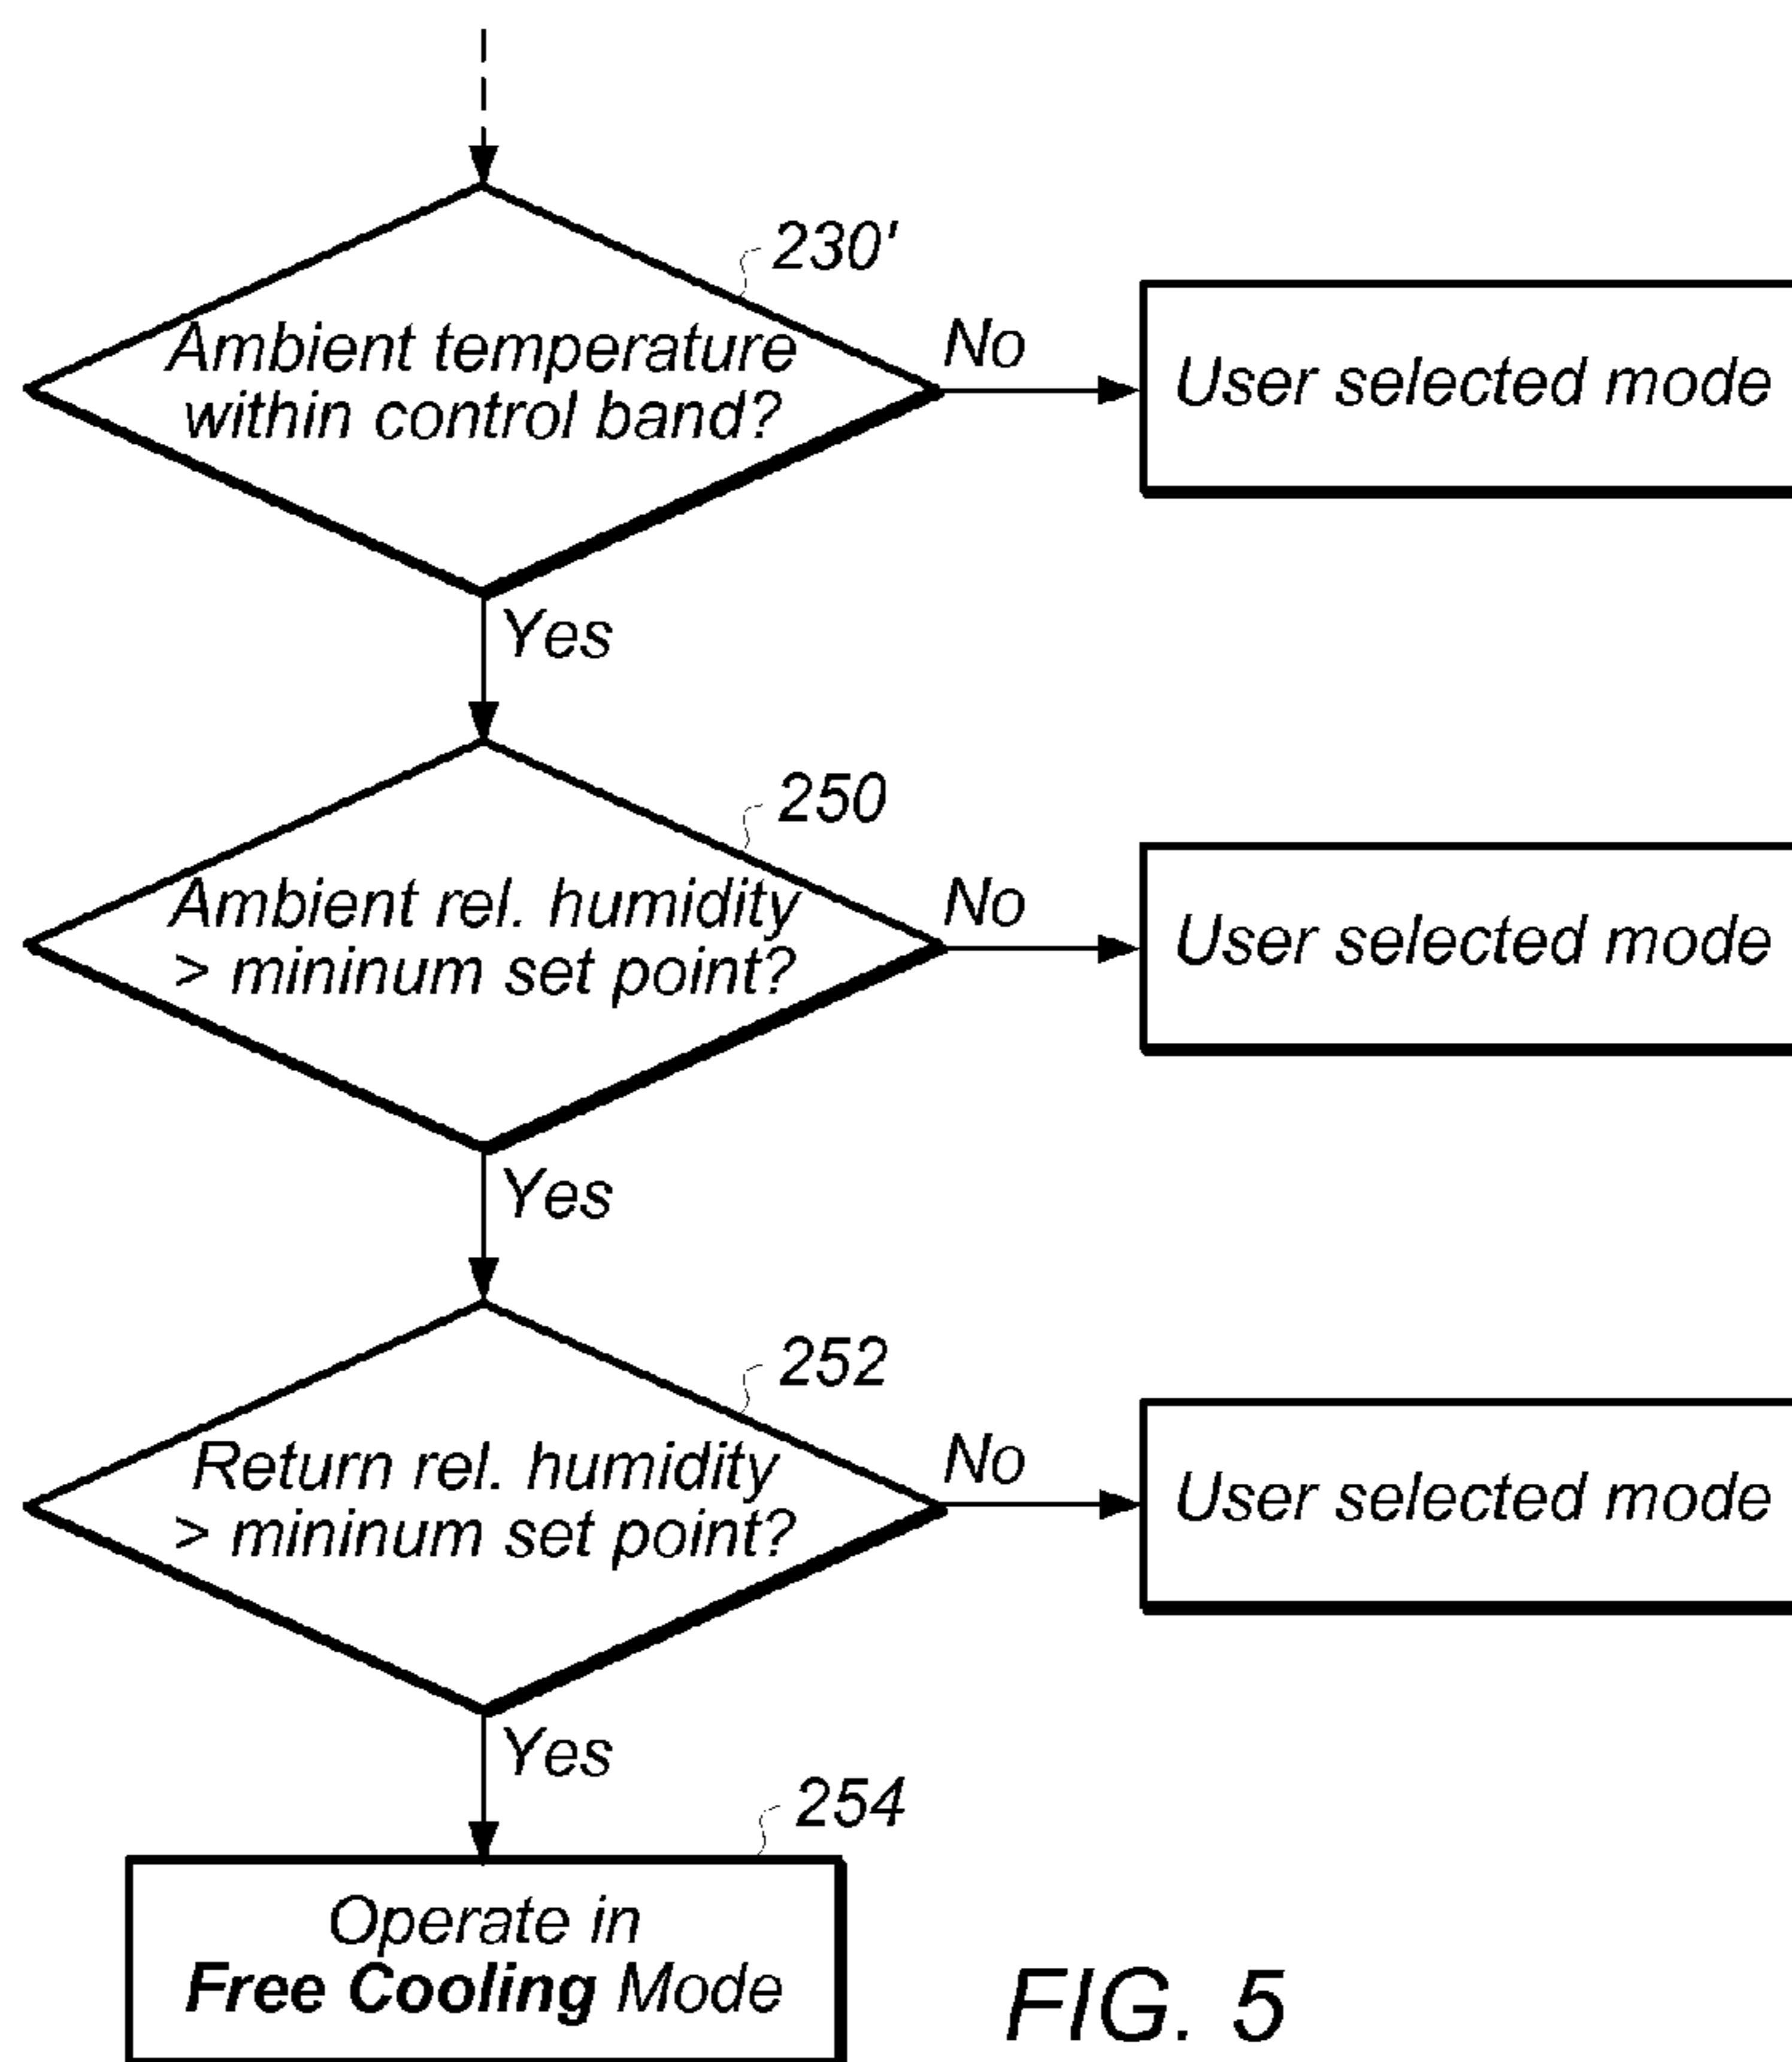 230'
Ambient temperature
within control band?
No
User selected mode
Yes
250
Ambient rel. humidity
> mininum set point?
No
User selected mode
Yes
252
Return rel. humidity
> mininum set point?
No
User selected mode
Yes
254
Operate in
Free Cooling Mode
FIG. 5